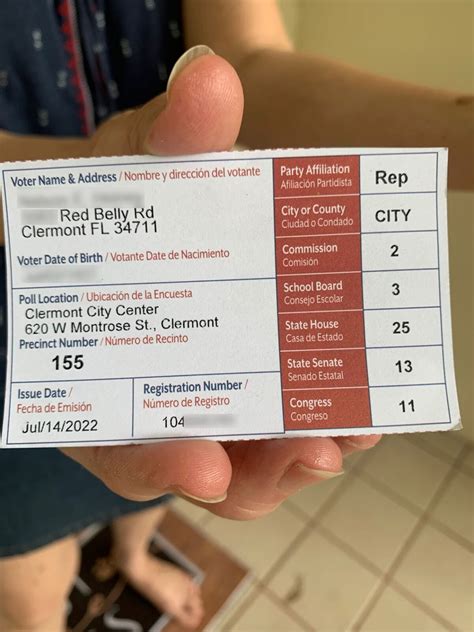 Voter Name & Address / Nombre y dirección del votante
Red Belly Rd
Clermont FL 34711
Voter Date of Birth / Votante Date de Nacimiento
Poll Location / Ubicación de la Encuesta
Clermont City Center
620 W Montrose St., Clermont
Precinct Number / Número de Recinto
155
Issue Date /
Fecha de Emisión
Jul/14/2022
Registration Number /
Número de Registro
104
Party Affiliation
Afiliación Partidista
Rep
City or County
Ciudad o Condado
CITY
Commission
Comisión
2
School Board
Consejo Escolar
3
State House
Casa de Estado
25
State Senate
Senado Estatal
13
Congress
Congreso
11